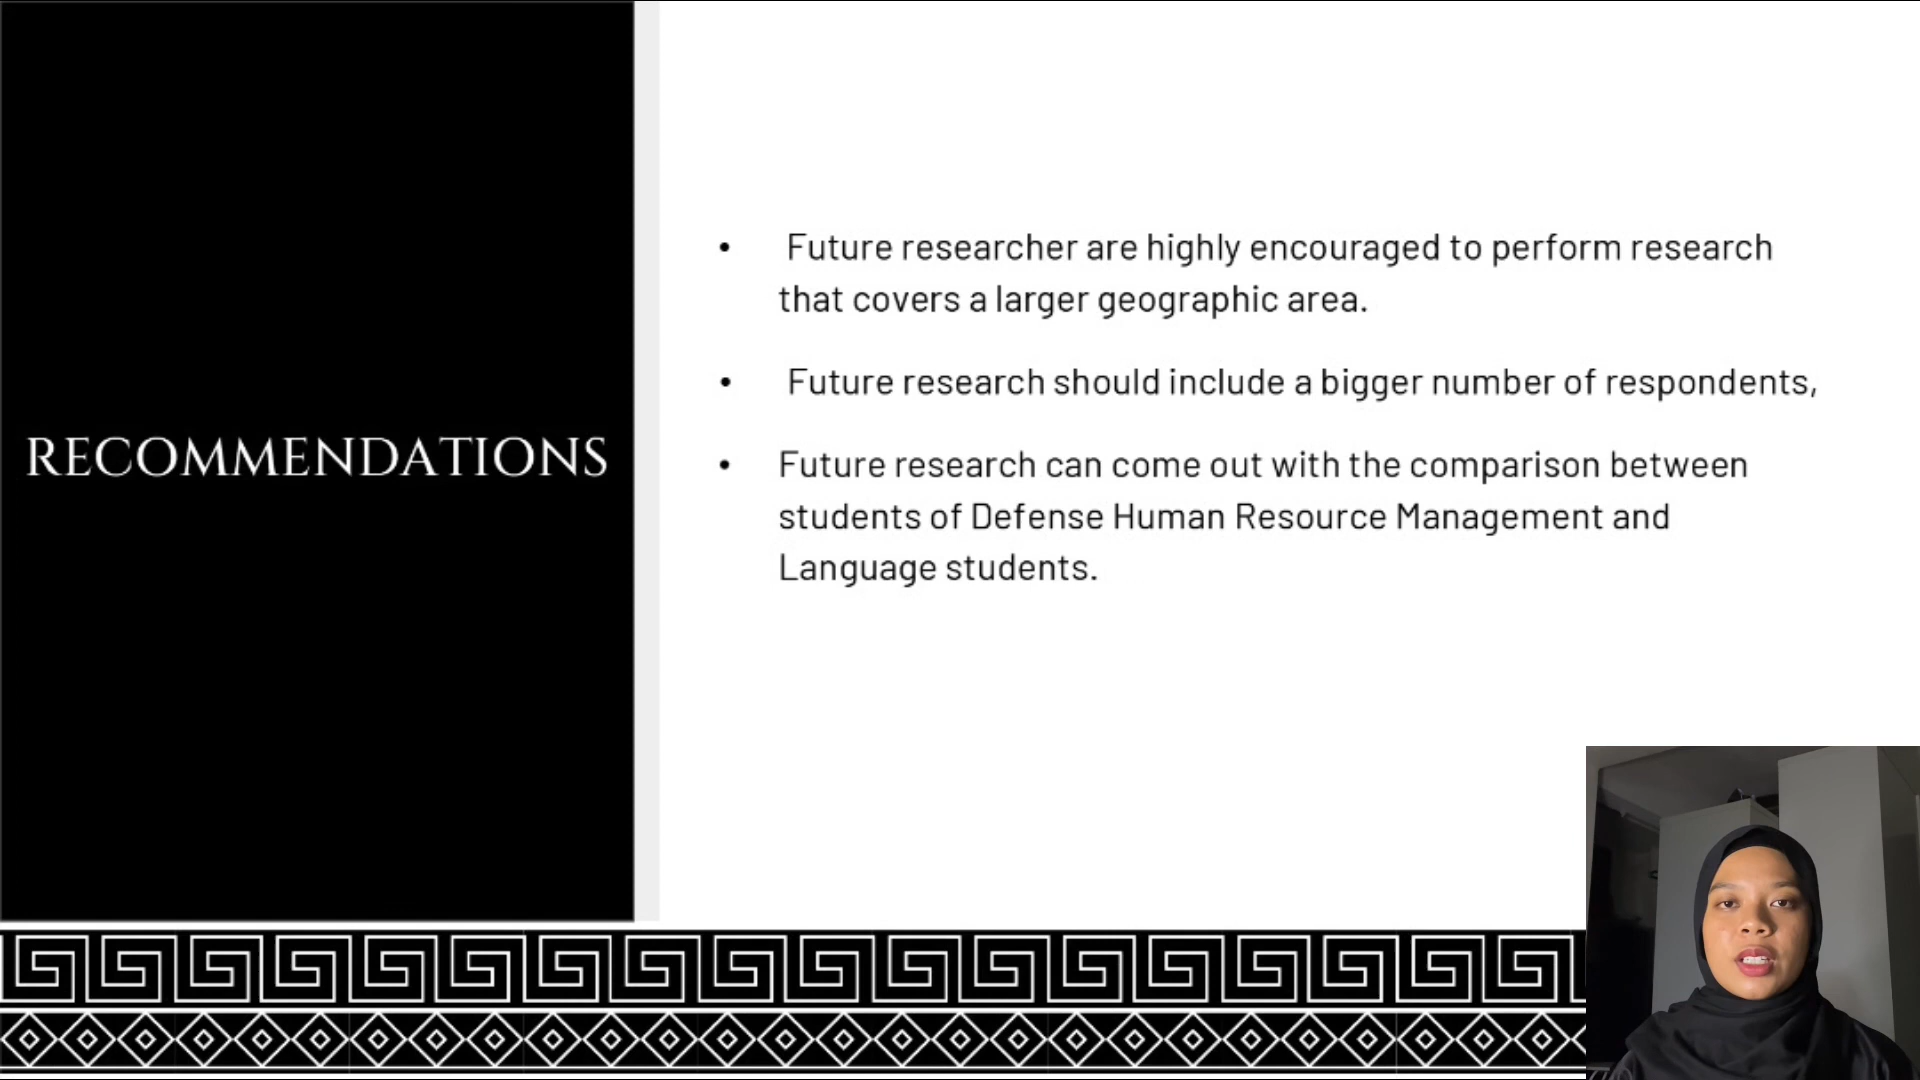 RECOMMENDATIONS
• Future researcher are highly encouraged to perform research
that covers a larger geographic area.
• Future research should include a bigger number of respondents,
• Future research can come out with the comparison between
students of Defense Human Resource Management and
Language students.